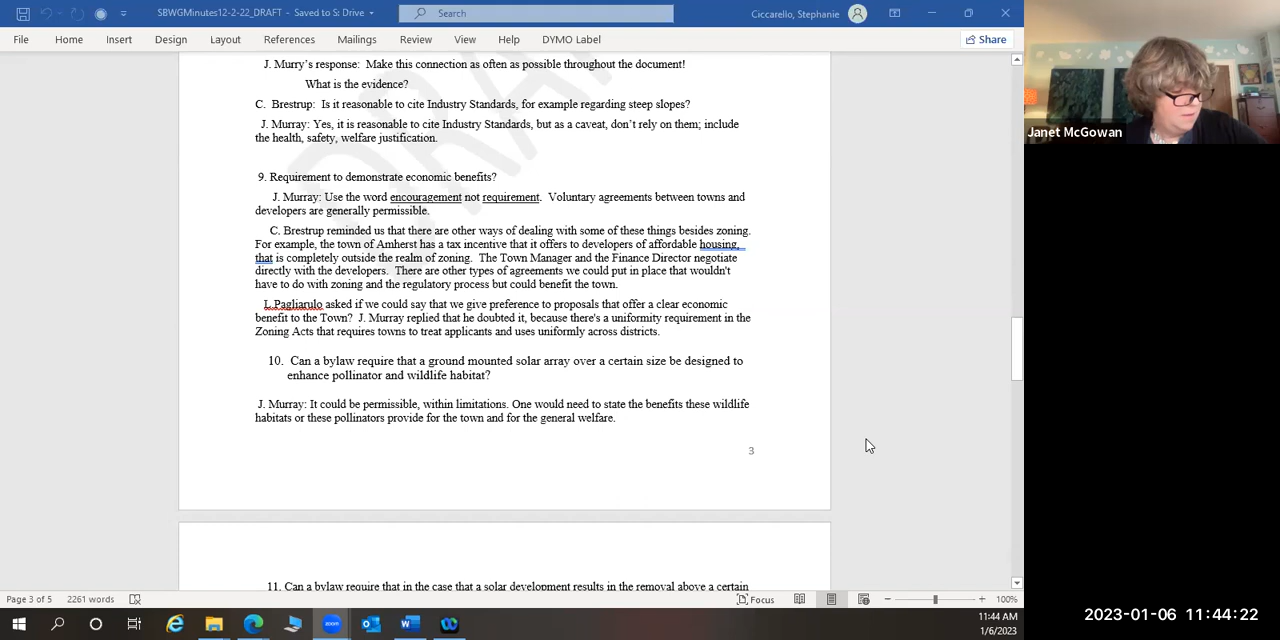 SBWGMinutes12-2-22_DRAFT - Saved to S: Drive
Search
Ciccarello, Stephanie
File Home Insert Design Layout References Mailings Review View Help DYMO Label Share
J. Murry's response: Make this connection as often as possible throughout the document!
What is the evidence?
C. Brestrup: Is it reasonable to cite Industry Standards, for example regarding steep slopes?
J. Murray: Yes, it is reasonable to cite Industry Standards, but as a caveat, don't rely on them; include
the health, safety, welfare justification.
9. Requirement to demonstrate economic benefits?
J. Murray: Use the word encouragement not requirement. Voluntary agreements between towns and
developers are generally permissible.
C. Brestrup reminded us that there are other ways of dealing with some of these things besides zoning.
For example, the town of Amherst has a tax incentive that it offers to developers of affordable housing,
that is completely outside the realm of zoning. The Town Manager and the Finance Director negotiate
directly with the developers. There are other types of agreements we could put in place that wouldn't
have to do with zoning and the regulatory process but could benefit the town.
L.Pagliarulo asked if we could say that we give preference to proposals that offer a clear economic
benefit to the Town? J. Murray replied that he doubted it, because there's a uniformity requirement in the
Zoning Acts that requires towns to treat applicants and uses uniformly across districts.
10. Can a bylaw require that a ground mounted solar array over a certain size be designed to
enhance pollinator and wildlife habitat?
J. Murray: It could be permissible, within limitations. One would need to state the benefits these wildlife
habitats or these pollinators provide for the town and for the general welfare.
3
11. Can a bylaw require that in the case that a solar development results in the removal above a certain
Page 3 of 5 2261 words Focus 100%
11:44 AM
1/6/2023
Janet McGowan
2023-01-06 11:44:22
DRAFT